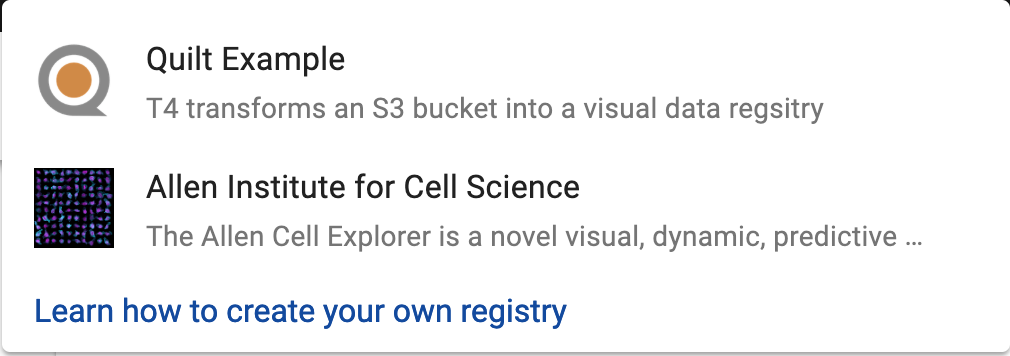 Quilt Example
T4 transforms an S3 bucket into a visual data regsitry
Allen Institute for Cell Science
The Allen Cell Explorer is a novel visual, dynamic, predictive ...
Learn how to create your own registry